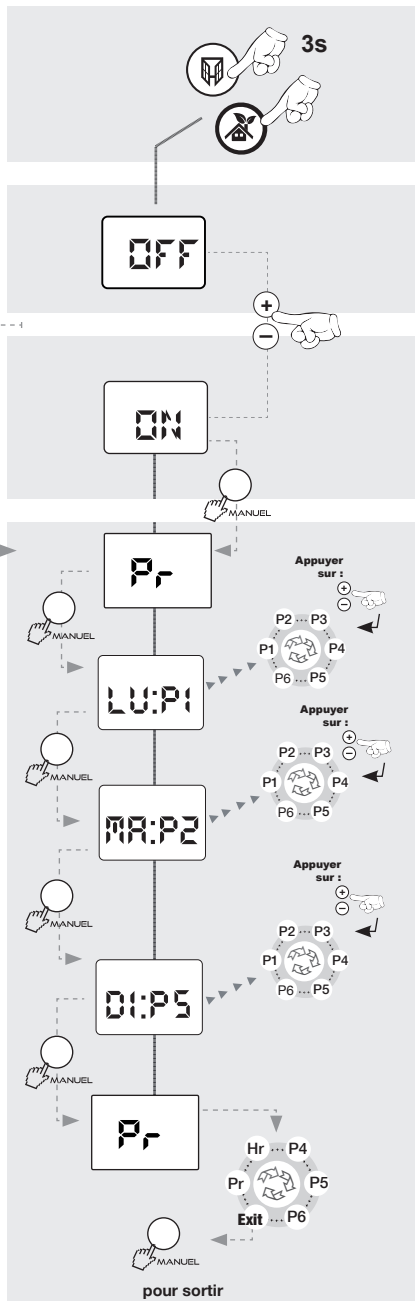 3s
OFF
+
−
ON
MANUEL
Pr
MANUEL
LU:P1
Appuyer
sur :
+
−
P2 ... P3
P1 P4
P6 ... P5
MANUEL
MA:P2
Appuyer
sur :
+
−
P2 ... P3
P1 P4
P6 ... P5
MANUEL
DI:P5
Appuyer
sur :
+
−
P2 ... P3
P1 P4
P6 ... P5
MANUEL
Pr
Hr ... P4
Pr P5
Exit ... P6
MANUEL
pour sortir